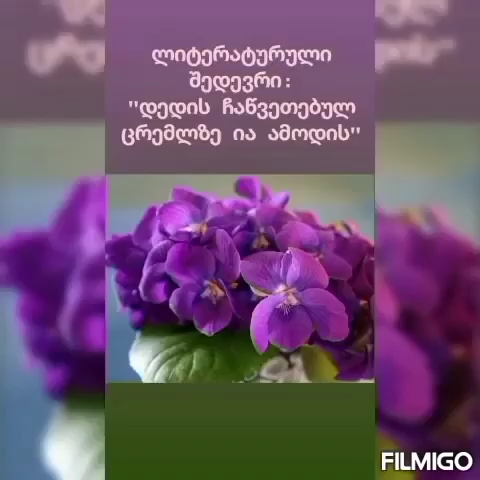 ლიტერატურული
შედევრი:
"დედის ჩაწვეთებულ
ცრემლზე ია ამოდის"
FILMIGO